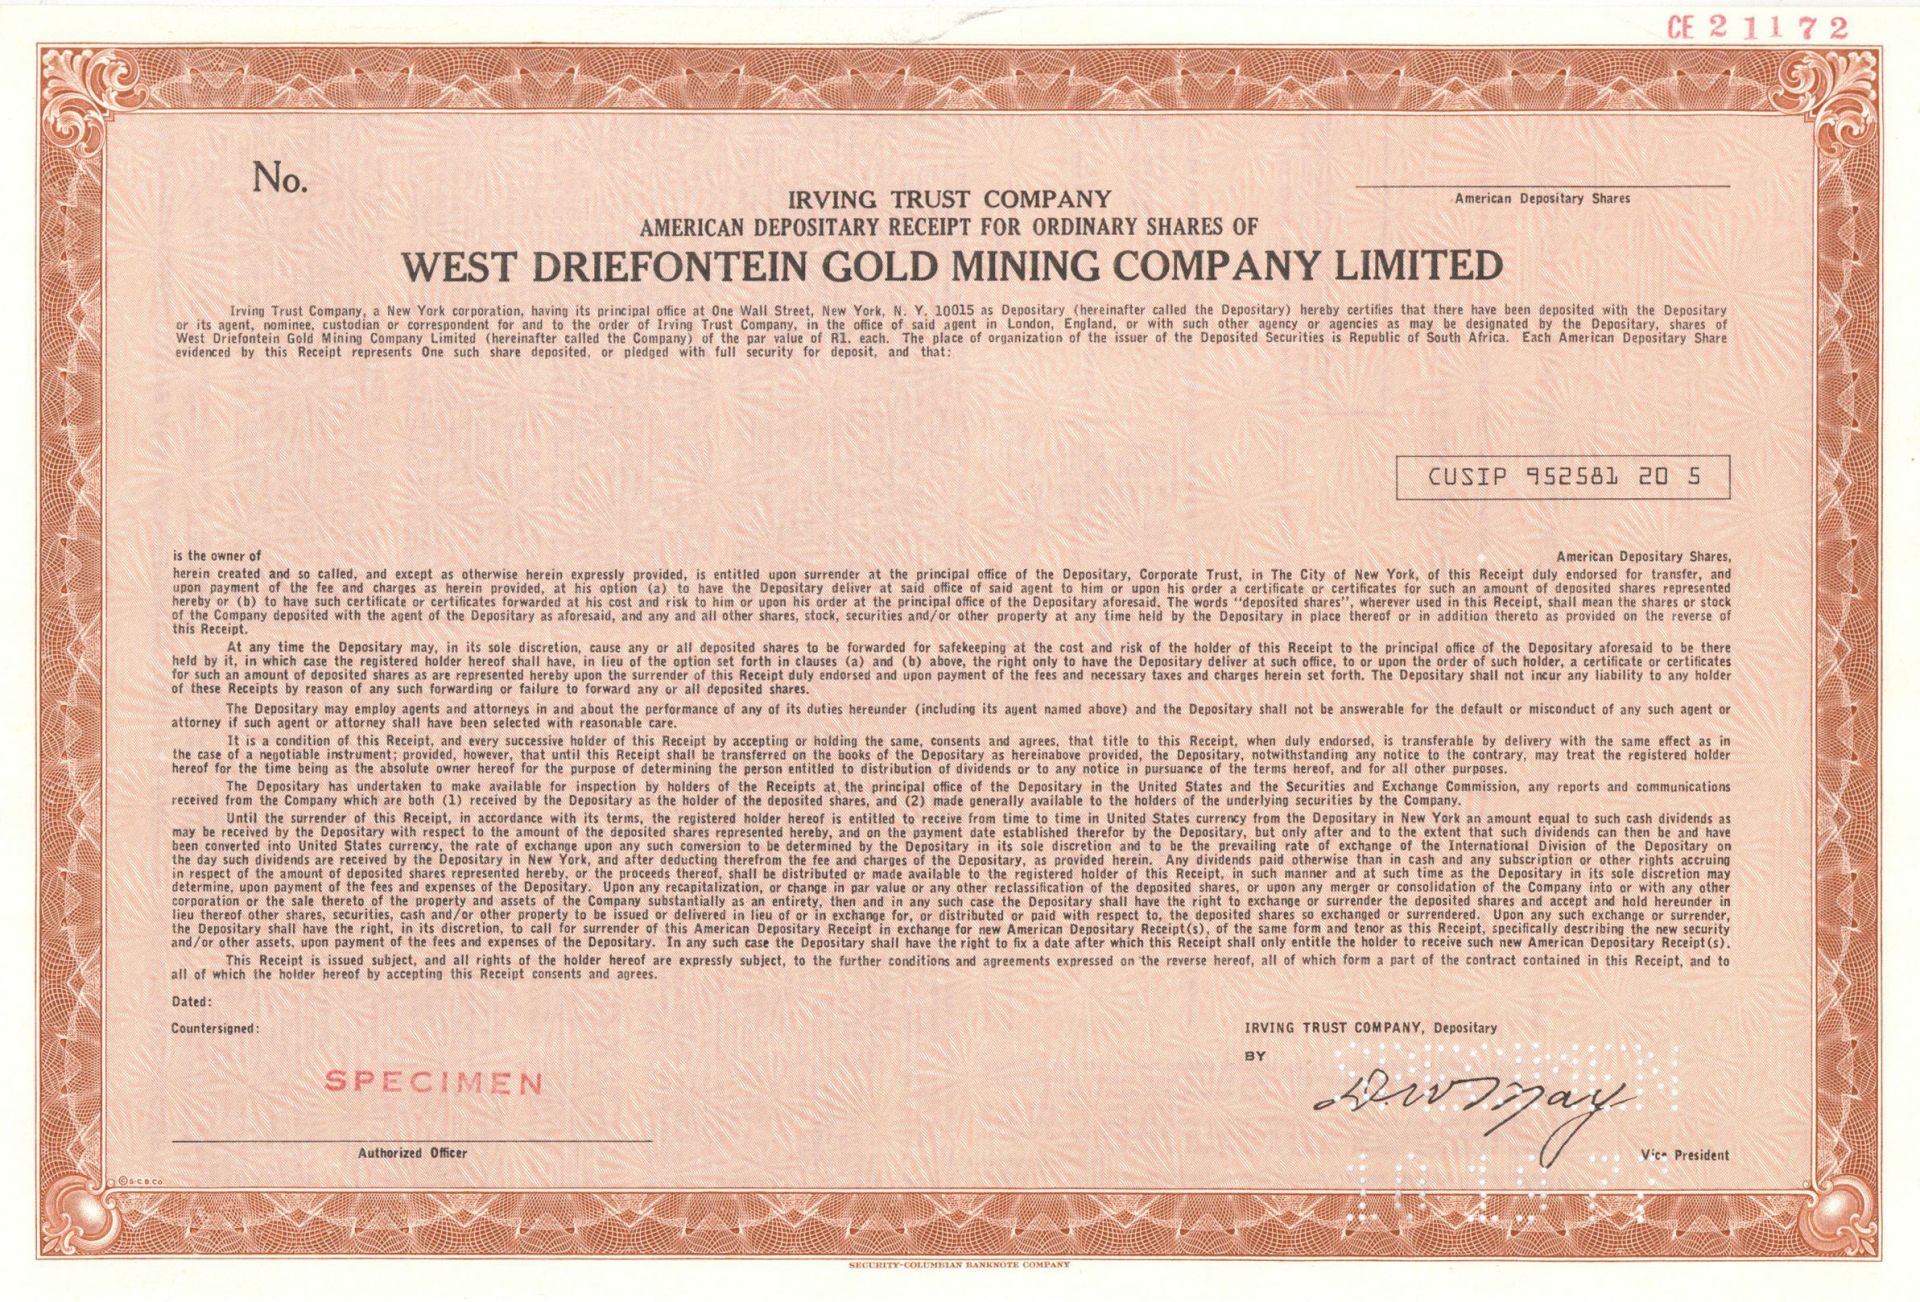 CE 21172
No.
IRVING TRUST COMPANY
American Depositary Shares
AMERICAN DEPOSITARY RECEIPT FOR ORDINARY SHARES OF
WEST DRIEFONTEIN GOLD MINING COMPANY LIMITED
Irving Trust Company, a New York corporation, having its principal office at One Wall Street, New York, N. Y. 10015 as Depositary (hereinafter called the Depositary) hereby certifies that there have been deposited with the Depositary
or its agent, nominee, custodian or correspondent for and to the order of Irving Trust Company, in the office of said agent in London, England, or with such other agency or agencies as may be designated by the Depositary, shares of
West Driefontein Gold Mining Company Limited (hereinafter called the Company) of the par value of R1. each. The place of organization of the issuer of the Deposited Securities is Republic of South Africa. Each American Depositary Share
evidenced by this Receipt represents One such share deposited, or pledged with full security for deposit, and that:
CUSIP 952581 20 5
is the owner of American Depositary Shares,
herein created and so called, and except as otherwise herein expressly provided, is entitled upon surrender at the principal office of the Depositary, Corporate Trust, in The City of New York, of this Receipt duly endorsed for transfer, and
upon payment of the fee and charges as herein provided, at his option (a) to have the Depositary deliver at said office of said agent to him or upon his order a certificate or certificates for such an amount of deposited shares represented
hereby or (b) to have such certificate or certificates forwarded at his cost and risk to him or upon his order at the principal office of the Depositary aforesaid. The words "deposited shares", wherever used in this Receipt, shall mean the shares or stock
of the Company deposited with the agent of the Depositary as aforesaid, and any and all other shares, stock, securities and/or other property at any time held by the Depositary in place thereof or in addition thereto as provided on the reverse of
this Receipt.
At any time the Depositary may, in its sole discretion, cause any or all deposited shares to be forwarded for safekeeping at the cost and risk of the holder of this Receipt to the principal office of the Depositary aforesaid to be there
held by it, in which case the registered holder hereof shall have, in lieu of the option set forth in clauses (a) and (b) above, the right only to have the Depositary deliver at such office, to or upon the order of such holder, a certificate or certificates
for such an amount of deposited shares as are represented hereby upon the surrender of this Receipt duly endorsed and upon payment of the fees and necessary taxes and charges herein set forth. The Depositary shall not incur any liability to any holder
of these Receipts by reason of any such forwarding or failure to forward any or all deposited shares.
The Depositary may employ agents and attorneys in and about the performance of any of its duties hereunder (including its agent named above) and the Depositary shall not be answerable for the default or misconduct of any such agent or
attorney if such agent or attorney shall have been selected with reasonable care.
It is a condition of this Receipt, and every successive holder of this Receipt by accepting or holding the same, consents and agrees, that title to this Receipt, when duly endorsed, is transferable by delivery with the same effect as in
the case of a negotiable instrument; provided, however, that until this Receipt shall be transferred on the books of the Depositary as hereinabove provided, the Depositary, notwithstanding any notice to the contrary, may treat the registered holder
hereof for the time being as the absolute owner hereof for the purpose of determining the person entitled to distribution of dividends or to any notice in pursuance of the terms hereof, and for all other purposes.
The Depositary has undertaken to make available for inspection by holders of the Receipts at the principal office of the Depositary in the United States and the Securities and Exchange Commission, any reports and communications
received from the Company which are both (1) received by the Depositary as the holder of the deposited shares, and (2) made generally available to the holders of the underlying securities by the Company.
Until the surrender of this Receipt, in accordance with its terms, the registered holder hereof is entitled to receive from time to time in United States currency from the Depositary in New York an amount equal to such cash dividends as
may be received by the Depositary with respect to the amount of the deposited shares represented hereby, and on the payment date established therefor by the Depositary, but only after and to the extent that such dividends can then be and have
been converted into United States currency, the rate of exchange upon any such conversion to be determined by the Depositary in its sole discretion and to be the prevailing rate of exchange of the International Division of the Depositary on
the day such dividends are received by the Depositary in New York, and after deducting therefrom the fee and charges of the Depositary, as provided herein. Any dividends paid otherwise than in cash and any subscription or other rights accruing
in respect of the amount of deposited shares represented hereby, or the proceeds thereof, shall be distributed or made available to the registered holder of this Receipt, in such manner and at such time as the Depositary in its sole discretion may
determine, upon payment of the fees and expenses of the Depositary. Upon any recapitalization, or change in par value or any other reclassification of the deposited shares, or upon any merger or consolidation of the Company into or with any other
corporation or the sale thereto of the property and assets of the Company substantially as an entirety, then and in any such case the Depositary shall have the right to exchange or surrender the deposited shares and accept and hold hereunder in
lieu thereof other shares, securities, cash and/or other property to be issued or delivered in lieu of or in exchange for, or distributed or paid with respect to, the deposited shares so exchanged or surrendered. Upon any such exchange or surrender,
the Depositary shall have the right, in its discretion, to call for surrender of this American Depositary Receipt in exchange for new American Depositary Receipt(s), of the same form and tenor as this Receipt, specifically describing the new security
and/or other assets, upon payment of the fees and expenses of the Depositary. In any such case the Depositary shall have the right to fix a date after which this Receipt shall only entitle the holder to receive such new American Depositary Receipt(s).
This Receipt is issued subject, and all rights of the holder hereof are expressly subject, to the further conditions and agreements expressed on the reverse hereof, all of which form a part of the contract contained in this Receipt, and to
all of which the holder hereof by accepting this Receipt consents and agrees.
Dated:
Countersigned:
IRVING TRUST COMPANY, Depositary
BY
SPECIMEN
SPECIMEN
D W May
Authorized Officer
Vice President
© S-C.B.Co.
SECURITY-COLUMBIAN BANKNOTE COMPANY